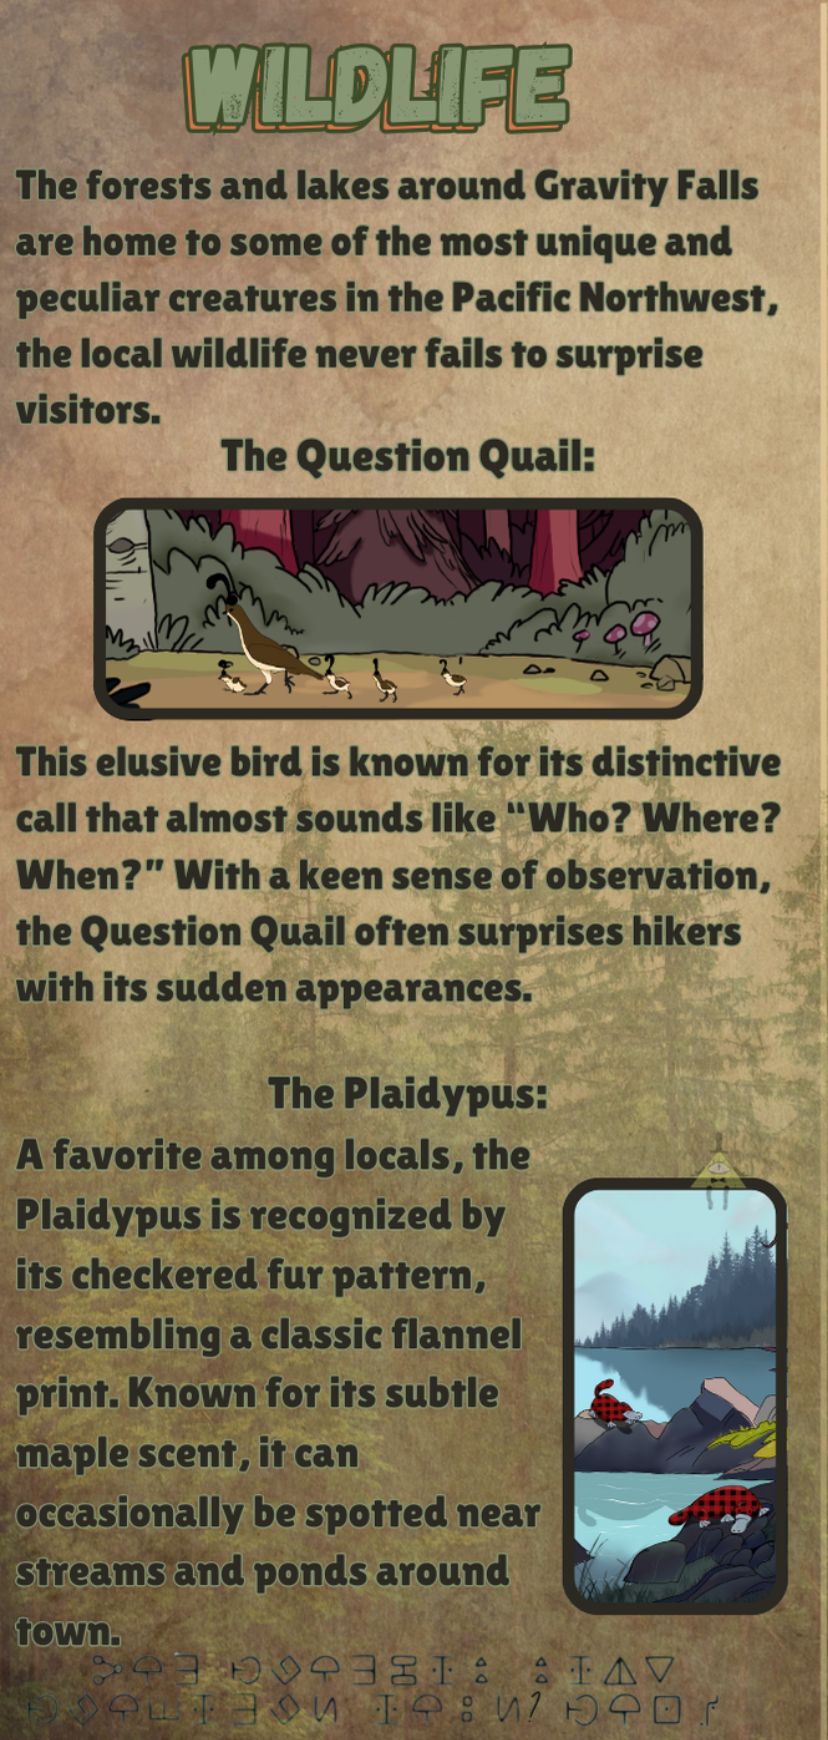 WILDLIFE
The forests and lakes around Gravity Falls
are home to some of the most unique and
peculiar creatures in the Pacific Northwest,
the local wildlife never fails to surprise
visitors.
The Question Quail:
This elusive bird is known for its distinctive
call that almost sounds like “Who? Where?
When?” With a keen sense of observation,
the Question Quail often surprises hikers
with its sudden appearances.
The Plaidypus:
A favorite among locals, the
Plaidypus is recognized by
its checkered fur pattern,
resembling a classic flannel
print. Known for its subtle
maple scent, it can
occasionally be spotted near
streams and ponds around
town.